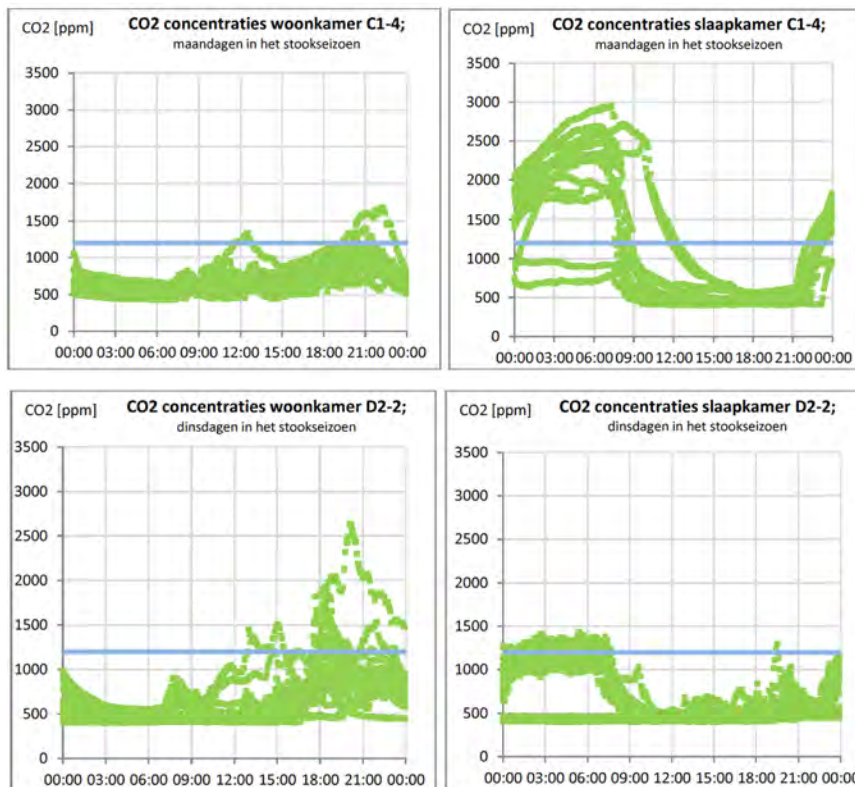 CO2 [ppm]
CO2 concentraties woonkamer C1-4;
maandagen in het stookseizoen
3500
3000
2500
2000
1500
1000
500
0
00:00 03:00 06:00 09:00 12:00 15:00 18:00 21:00 00:00
CO2 [ppm]
CO2 concentraties slaapkamer C1-4;
maandagen in het stookseizoen
3500
3000
2500
2000
1500
1000
500
0
00:00 03:00 06:00 09:00 12:00 15:00 18:00 21:00 00:00
CO2 [ppm]
CO2 concentraties woonkamer D2-2;
dinsdagen in het stookseizoen
3500
3000
2500
2000
1500
1000
500
0
00:00 03:00 06:00 09:00 12:00 15:00 18:00 21:00 00:00
CO2 [ppm]
CO2 concentraties slaapkamer D2-2;
dinsdagen in het stookseizoen
3500
3000
2500
2000
1500
1000
500
0
00:00 03:00 06:00 09:00 12:00 15:00 18:00 21:00 00:00